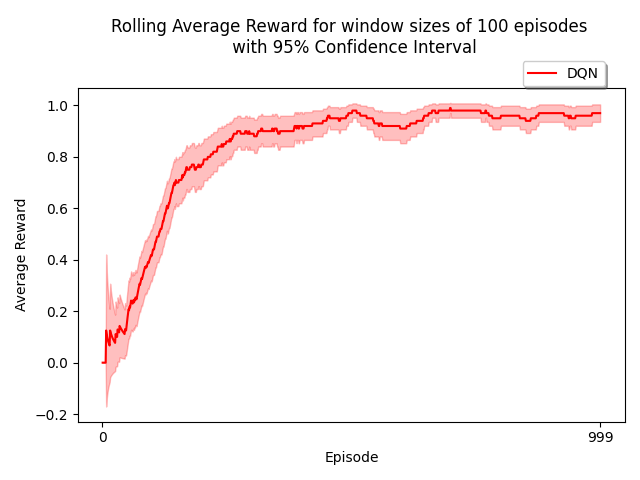 Rolling Average Reward for window sizes of 100 episodes
with 95% Confidence Interval
DQN
1.0
0.8
0.6
0.4
0.2
0.0
−0.2
Average Reward
0
999
Episode